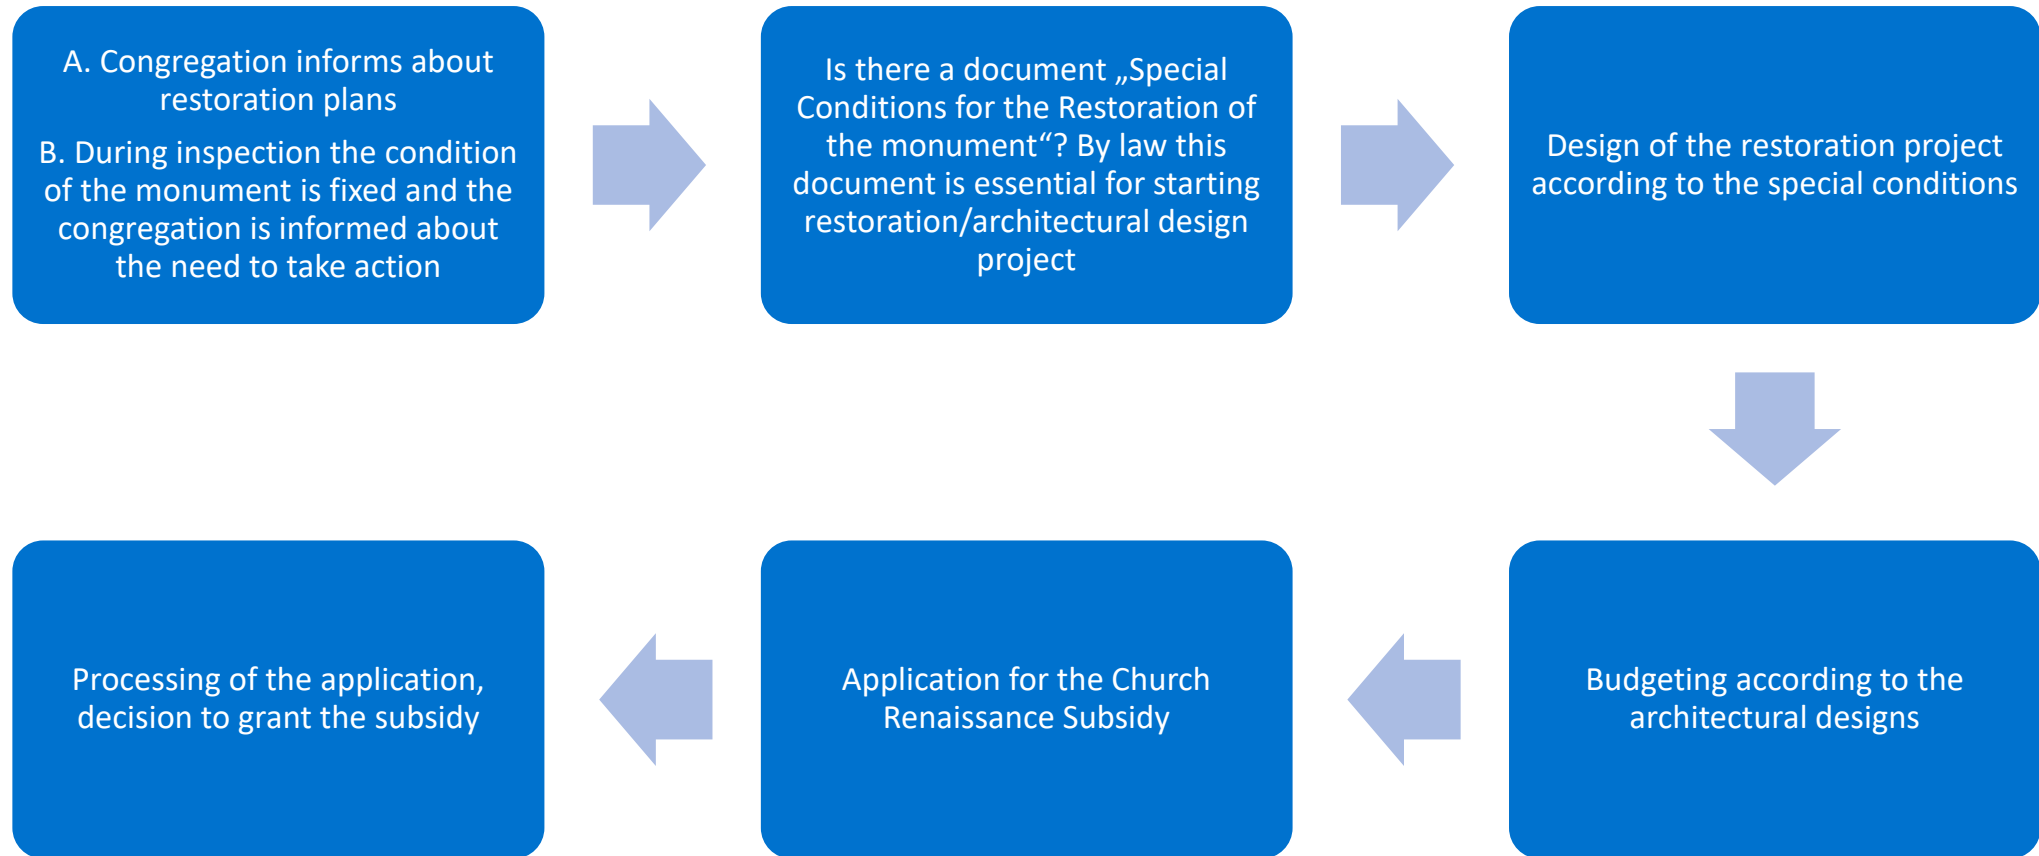 A. Congregation informs about
restoration plans
B. During inspection the condition
of the monument is fixed and the
congregation is informed about
the need to take action
Is there a document „Special
Conditions for the Restoration of
the monument“? By law this
document is essential for starting
restoration/architectural design
project
Design of the restoration project
according to the special conditions
Budgeting according to the
architectural designs
Application for the Church
Renaissance Subsidy
Processing of the application,
decision to grant the subsidy